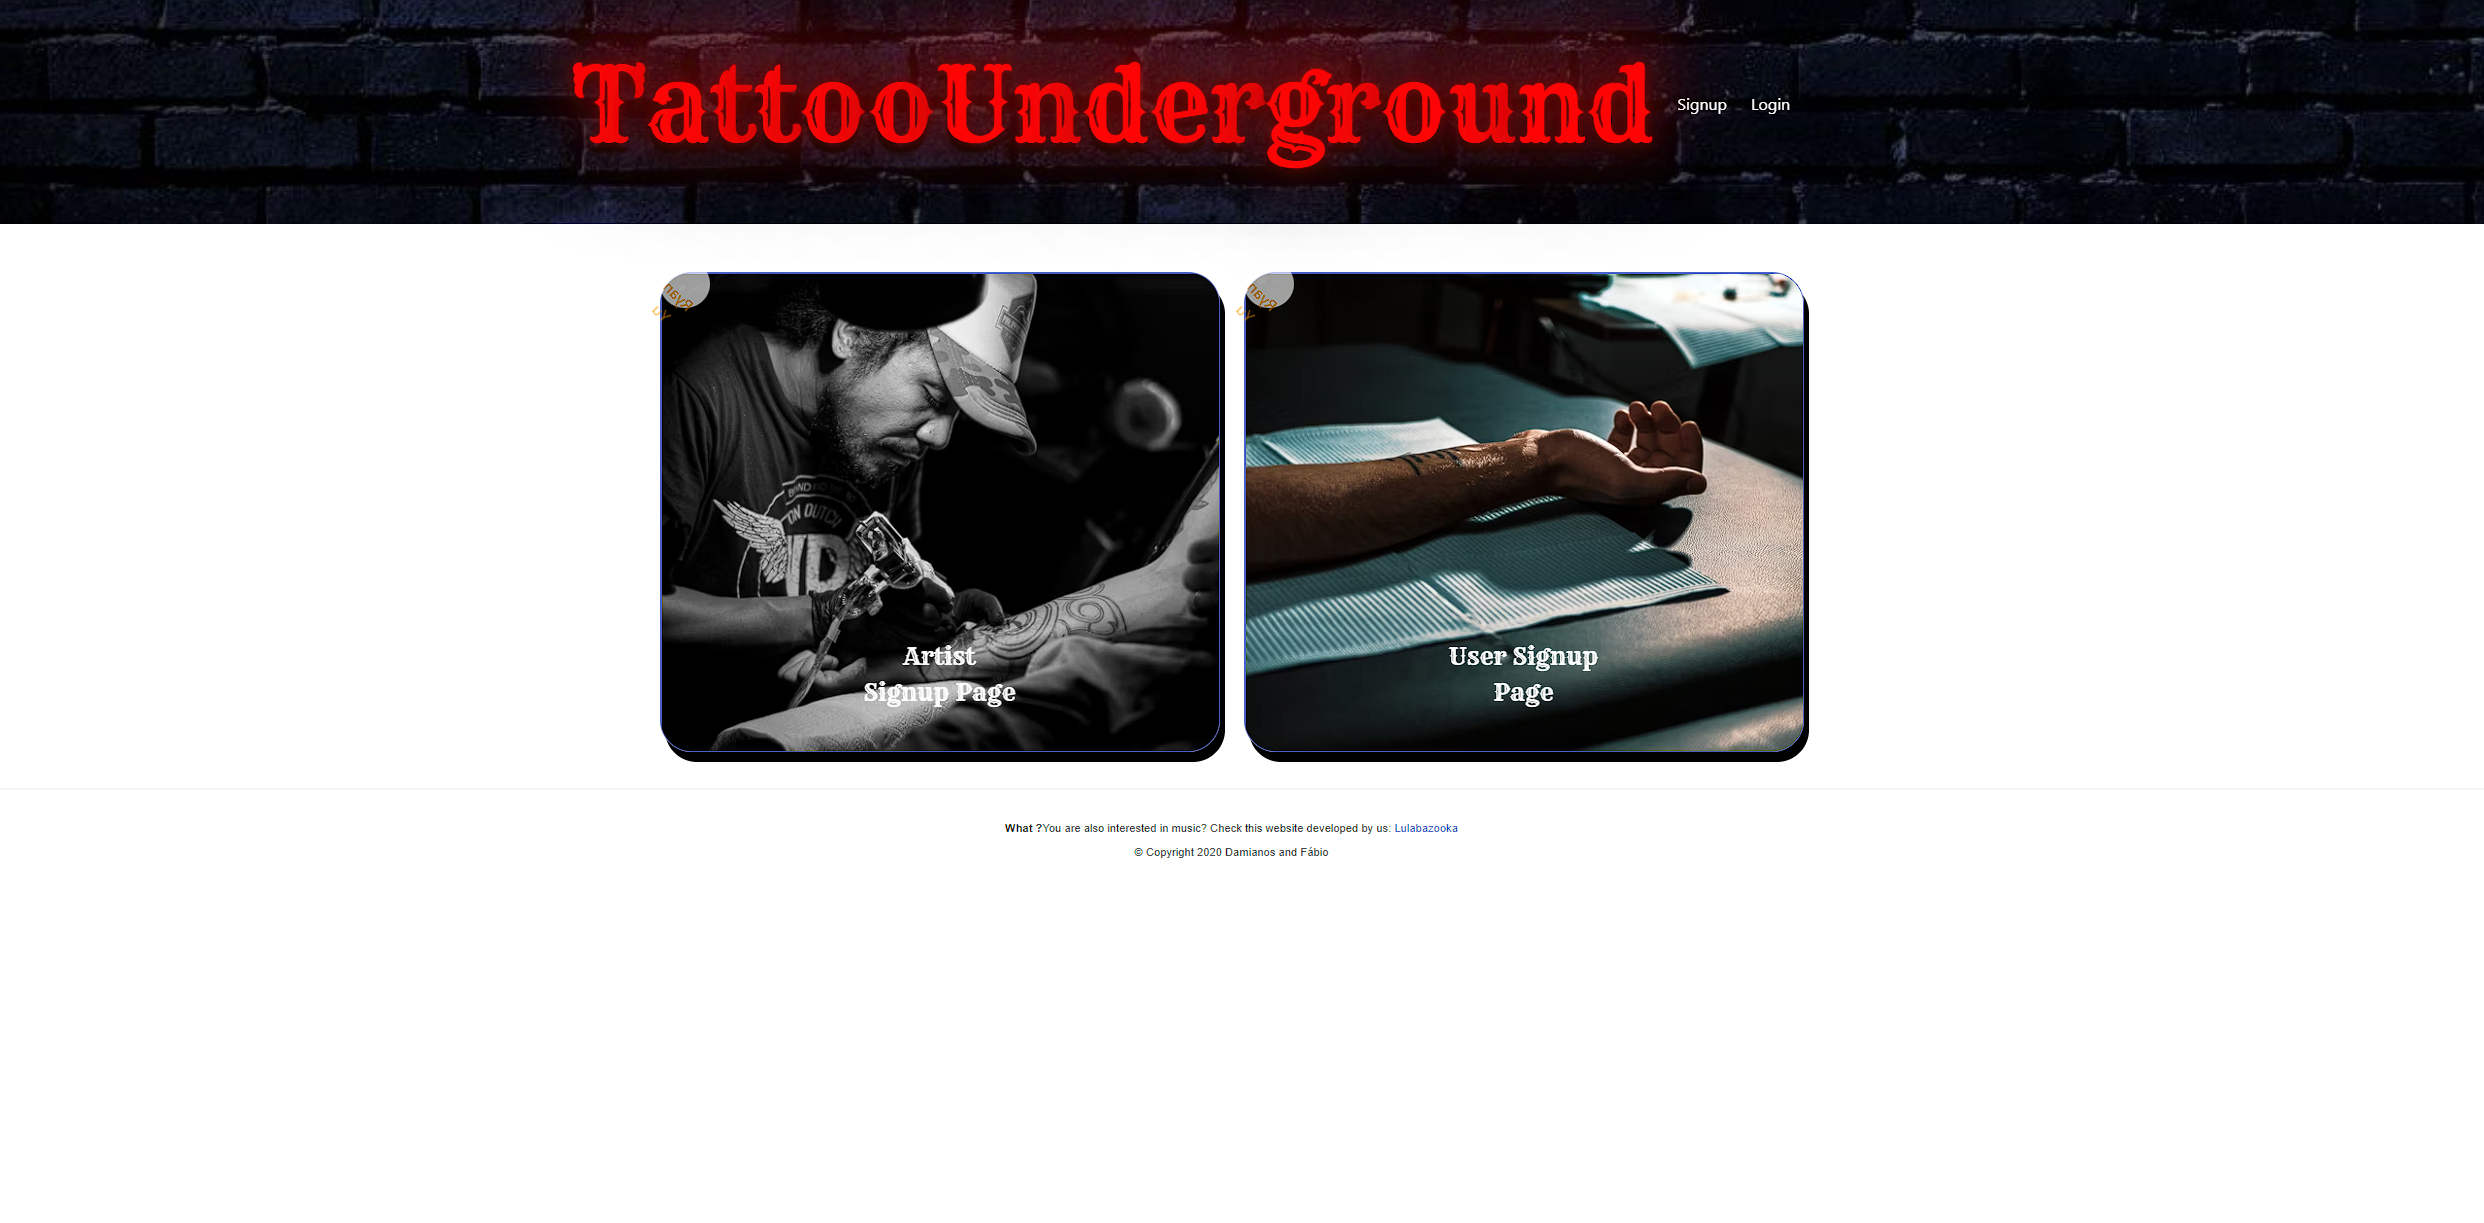 TattooUnderground
Signup Login
Artist
Signup Page
User Signup
Page
What ?You are also interested in music? Check this website developed by us: Lulabazooka
© Copyright 2020 Damianos and Fábio